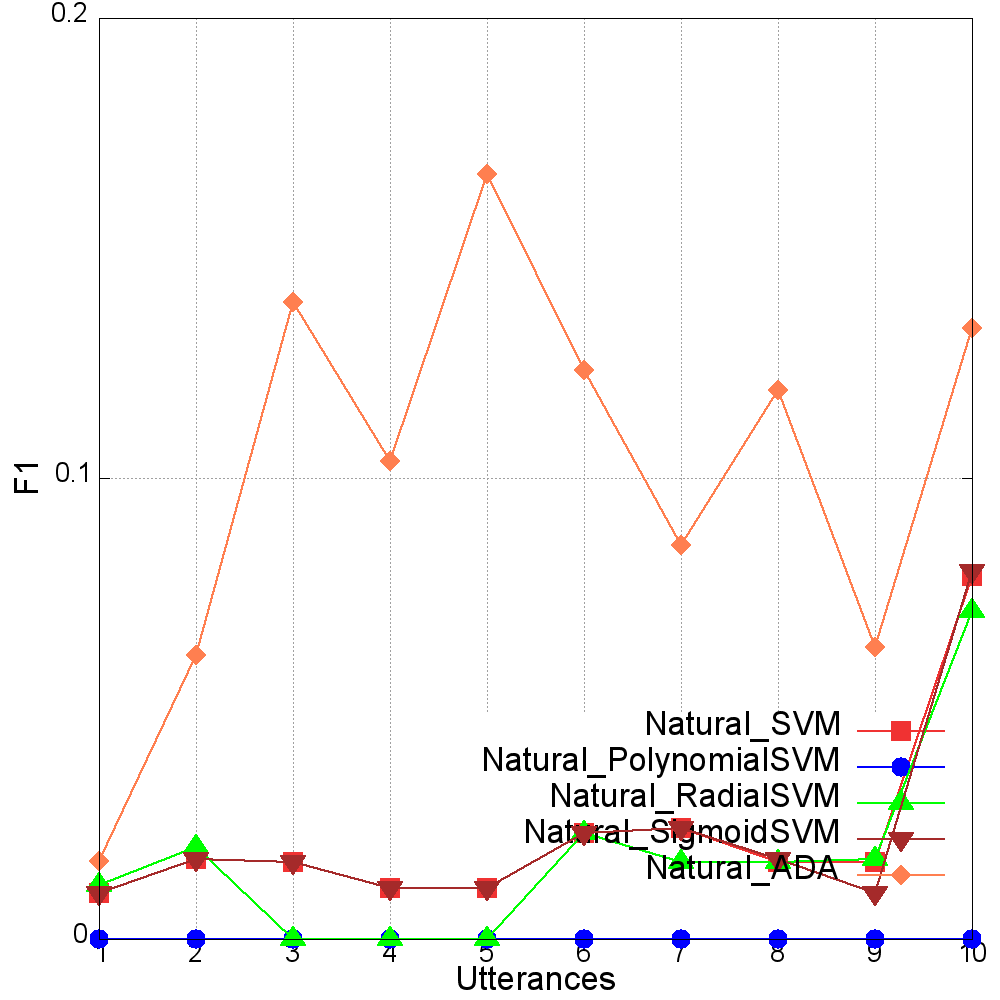 0.2
0.1
0
F1
Natural_SVM
Natural_PolynomialSVM
Natural_RadialSVM
Natural_SigmoidSVM
Natural_ADA
1 2 3 4 5 6 7 8 9 10
Utterances